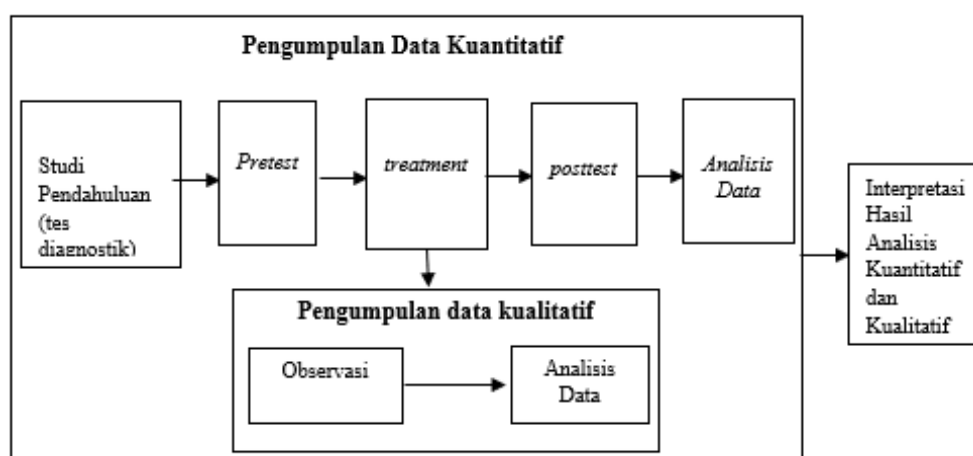 Pengumpulan Data Kuantitatif
Studi
Pendahuluan
(tes
diagnostik)
Pretest
treatment
posttest
Analisis
Data
Pengumpulan data kualitatif
Observasi
Analisis
Data
Interpretasi
Hasil
Analisis
Kuantitatif
dan
Kualitatif